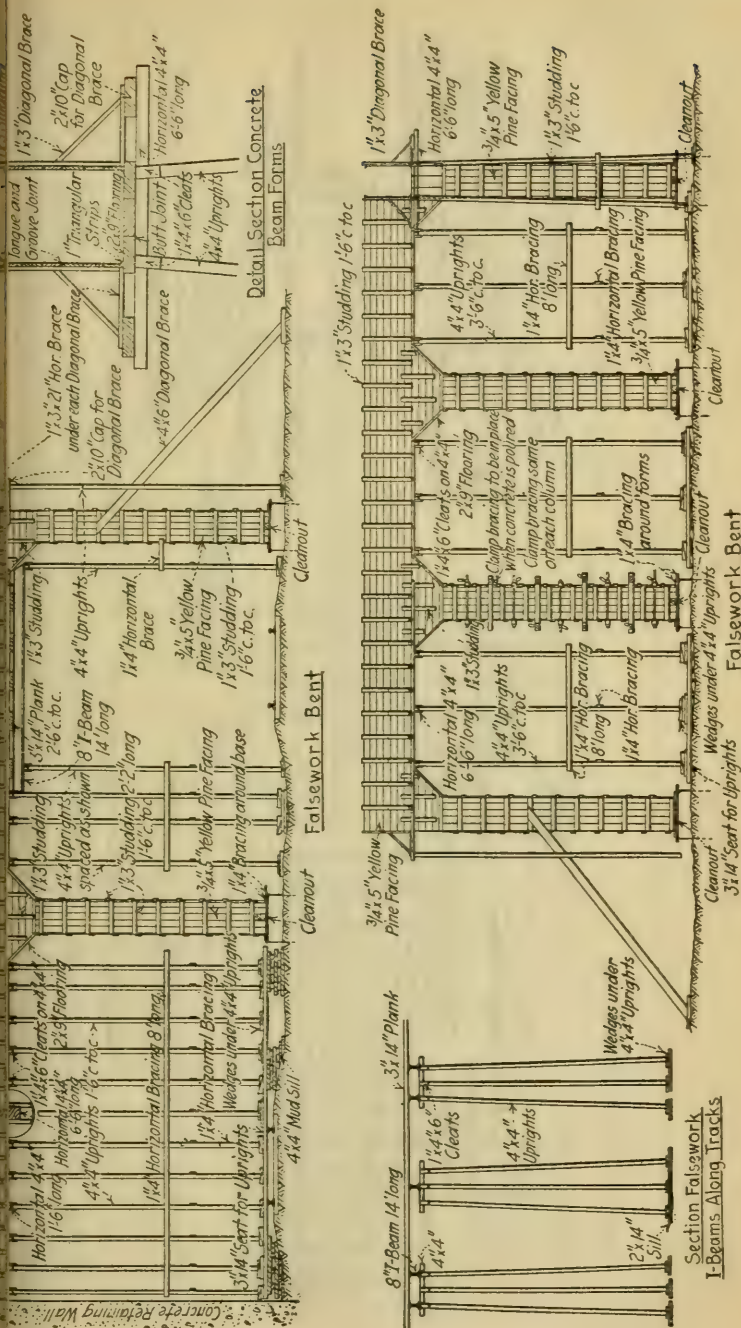 1"x3" Diagonal Brace
2"x10" Cap
for Diagonal
Brace
Tongue and
Groove Joint
1" Triangular
Strips
2"x9" Flooring
Butt Joint
1"x4"x6" Cleats
4"x4" Uprights
Horizontal 4"x4"
6'-6" long
Detail Section Concrete
Beam Forms
1"x3"x21" Hor. Brace
under each Diagonal Brace
2"x10" Cap for
Diagonal Brace
4"x6" Diagonal Brace
1"x3" Studding
4"x4" Uprights
1"x4" Horizontal
Brace
3/4"x5" Yellow
Pine Facing
1"x3" Studding
1'-6" c. to c.
Cleanout
3"x14" Plank
2'-6" c. to c.
8" I-Beam
14' long
1"x3" Studding
4"x4" Uprights
spaced as shown
1"x3" Studding 2'-2" long
1'-6" c. to c.
3/4"x5" Yellow Pine Facing
1"x4" Bracing around base
Cleanout
Falsework Bent
Horizontal 4"x4"
1'-6" long
Horizontal 4"x4"
6'-6" long
1"x4"x6" Cleats on 4"x4"
2"x9" Flooring
4"x4" Uprights 1'-6" c. to c.
1"x4" Horizontal Bracing 8' long
1"x4" Horizontal Bracing
Wedges under 4"x4" Uprights
3"x14" Seat for Uprights
4"x4" Mud Sill
Concrete Retaining Wall
1"x3" Diagonal Brace
Horizontal 4"x4"
6'-6" long
3/4"x5" Yellow
Pine Facing
1"x3" Studding
1'-6" c. to c.
Cleanout
1"x3" Studding 1'-6" c. to c.
4"x4" Uprights
3'-6" c. to c.
1"x4" Hor. Bracing
8' long
1"x4" Horizontal Bracing
3/4"x5" Yellow Pine Facing
Cleanout
1"x4"x6" Cleats on 4"x4"
2"x9" Flooring
Clamp bracing to be in place
when concrete is poured
Clamp bracing same
on each column
1"x4" Bracing
around forms
Cleanout
Horizontal 4"x4"
6'-6" long
1"x3" Studding
4"x4" Uprights
3'-6" c. to c.
1"x4" Hor. Bracing
8' long
1"x4" Hor. Bracing
Wedges under 4"x4" Uprights
3/4"x5" Yellow
Pine Facing
Cleanout
3"x14" Seat for Uprights
Falsework Bent
8" I-Beam 14' long
3"x14" Plank
4"x4"
1"x4"x6"
Cleats
4"x4"
Uprights
Wedges under
4"x4" Uprights
2"x14"
Sill
Section Falsework
I-Beams Along Tracks